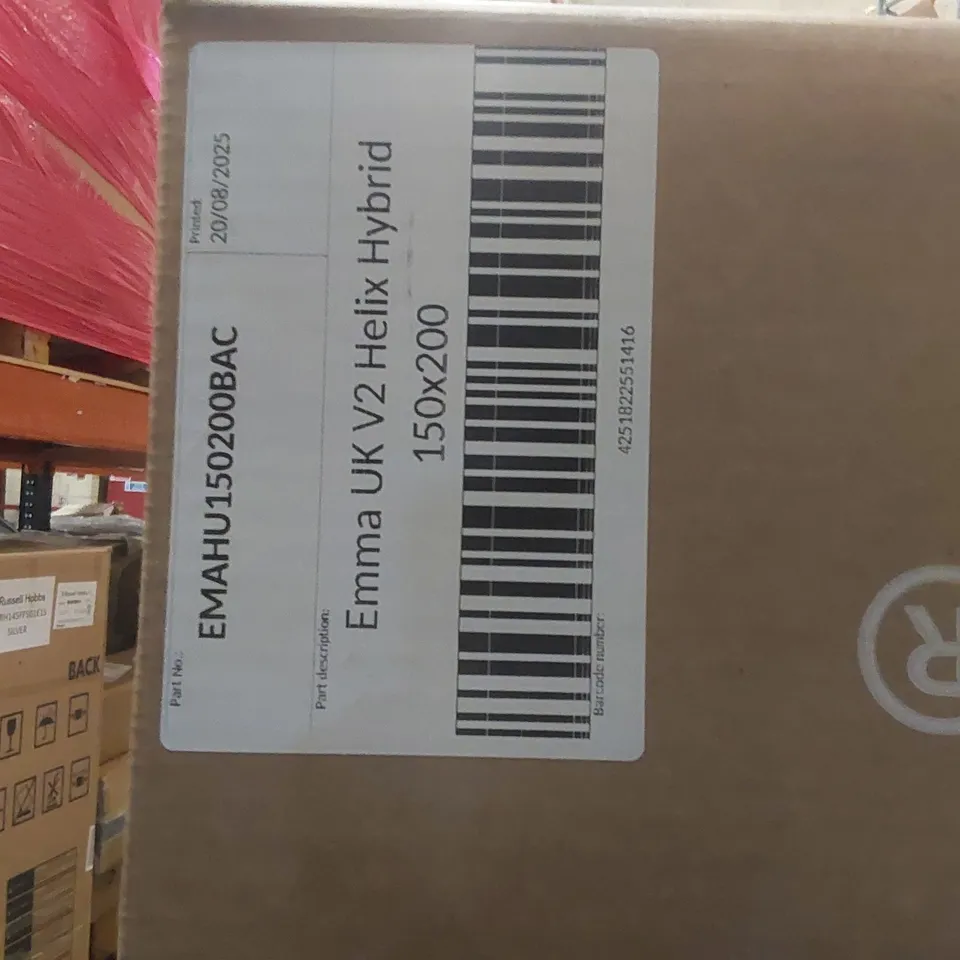 Part No.:
EMAHU150200BAC
Printed:
20/08/2025
Part description:
Emma UK V2 Helix Hybrid
150x200
Barcode number:
4251822551416
Russell Hobbs
SILVER
BACK
R